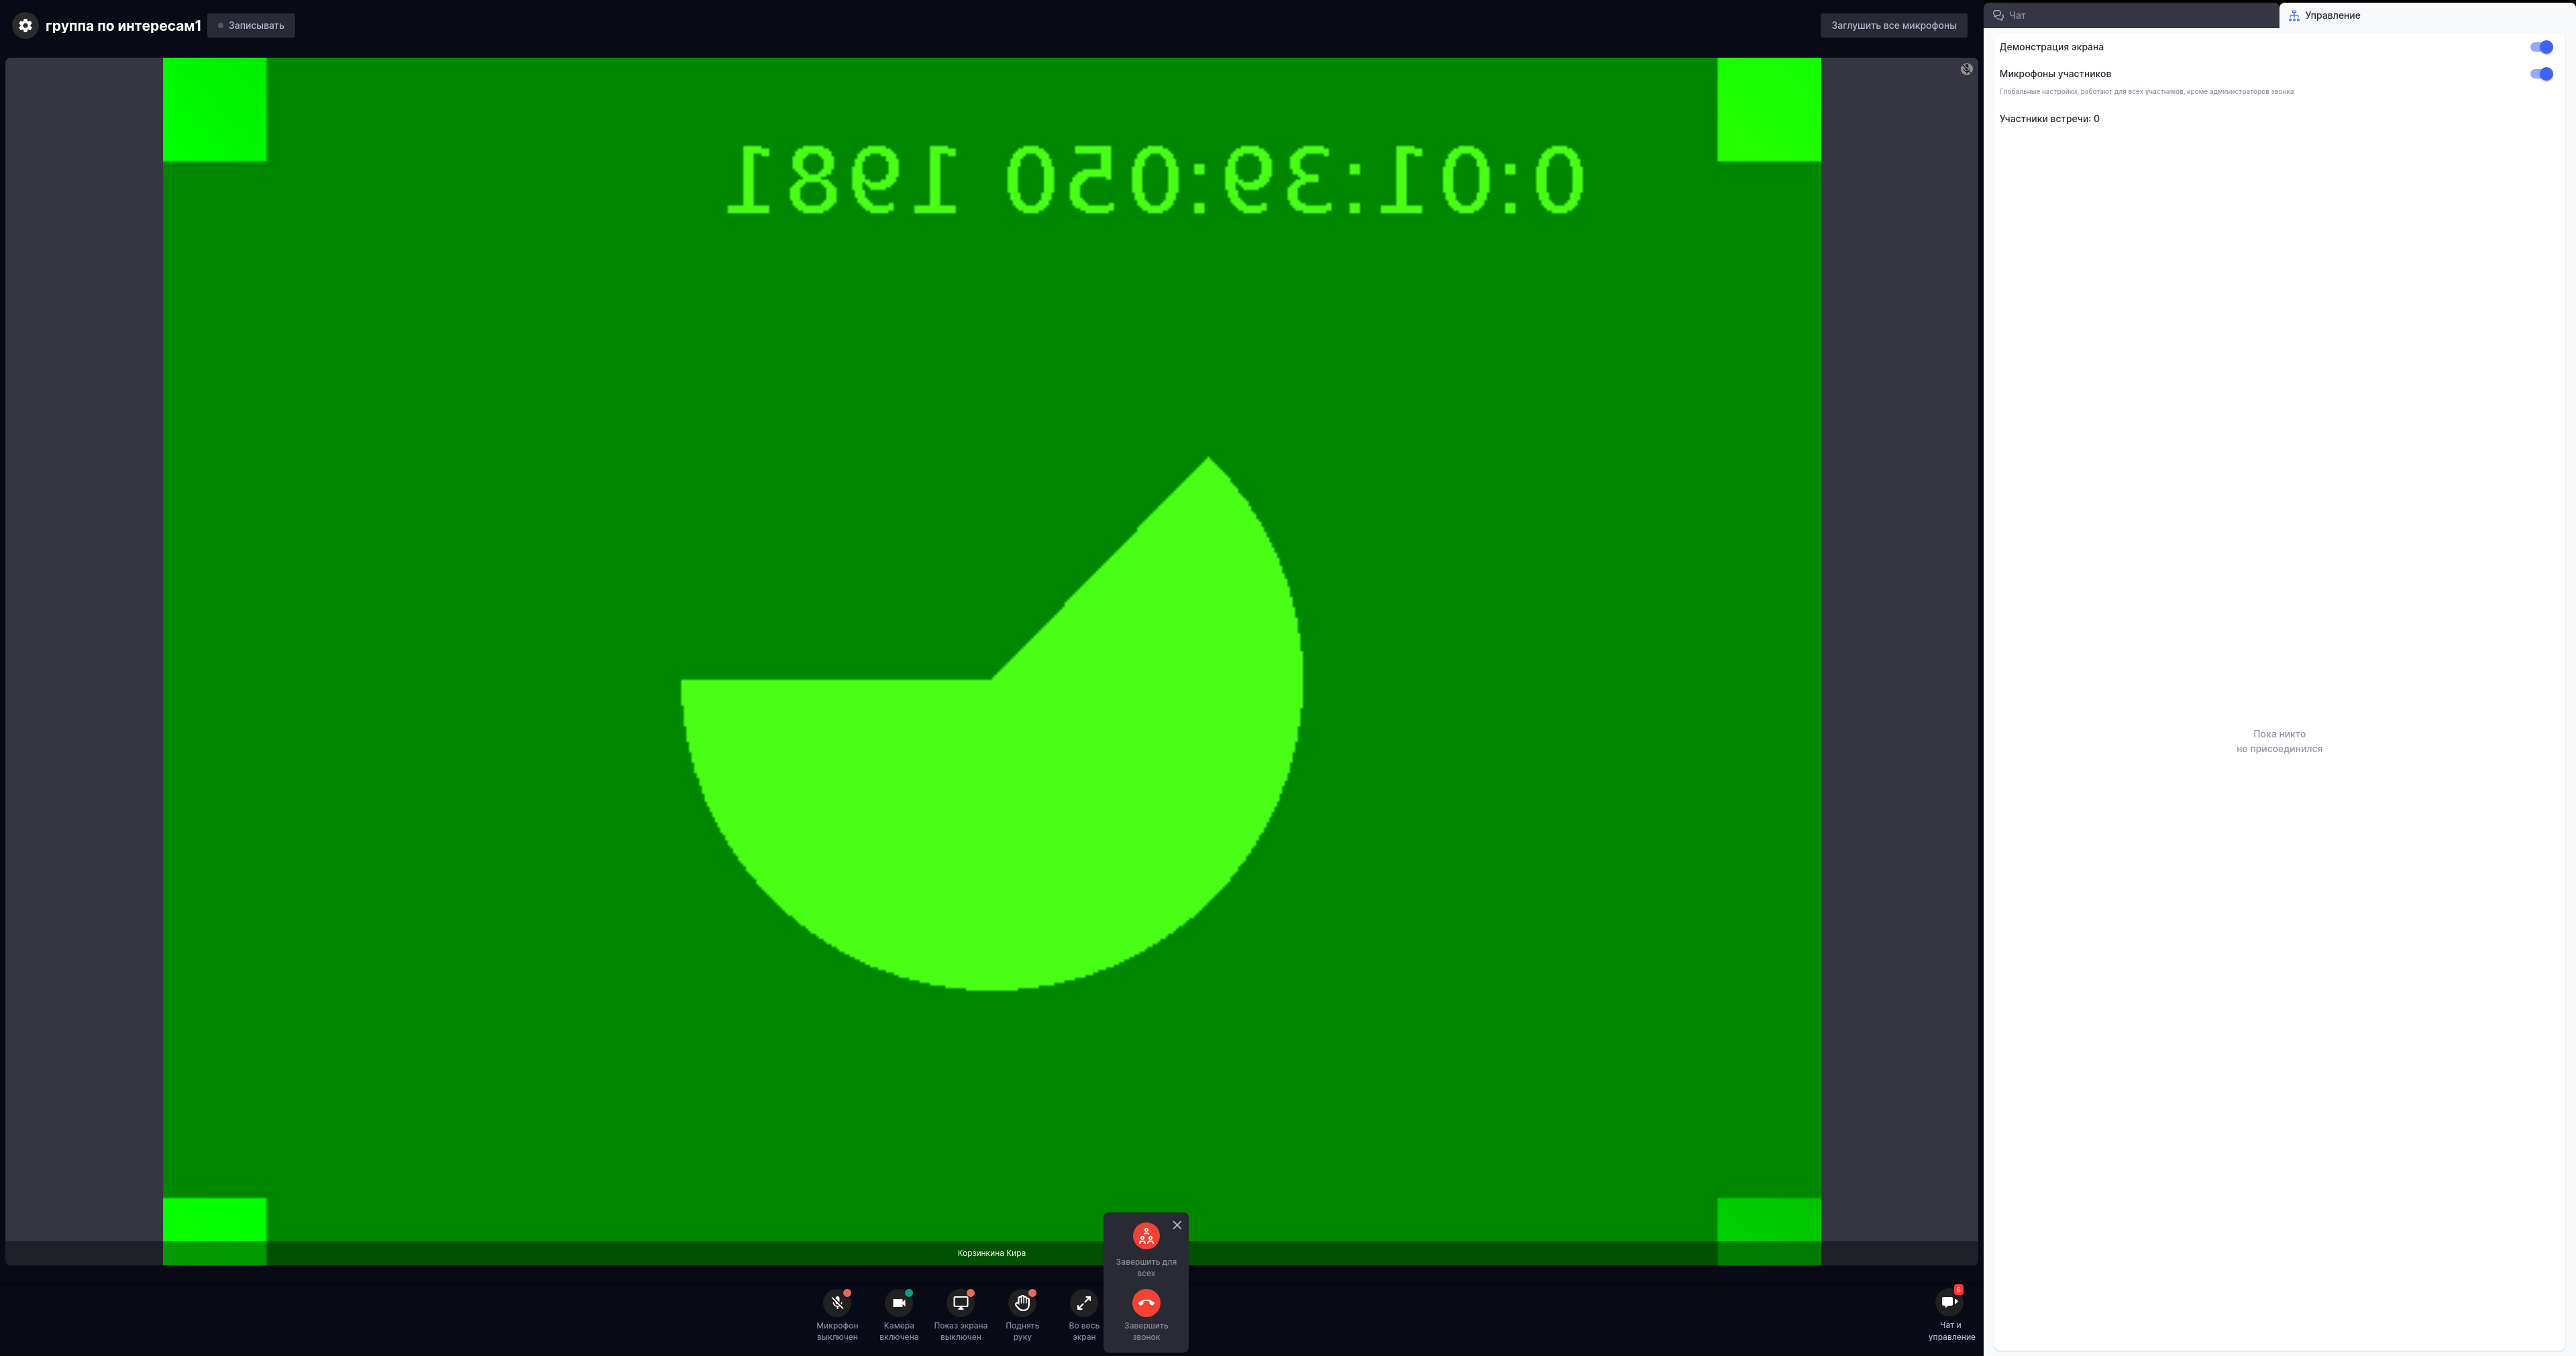 группа по интересам1
Записывать
Заглушить все микрофоны
Чат
Управление
Демонстрация экрана
Микрофоны участников
Глобальные настройки, работают для всех участников, кроме администраторов звонка
Участники встречи: 0
0:01:39:050 1981
Пока никто
не присоединился
Корзинкина Кира
Завершить для
всех
Микрофон
выключен
Камера
включена
Показ экрана
выключен
Поднять
руку
Во весь
экран
Завершить
звонок
6
Чат и
управление